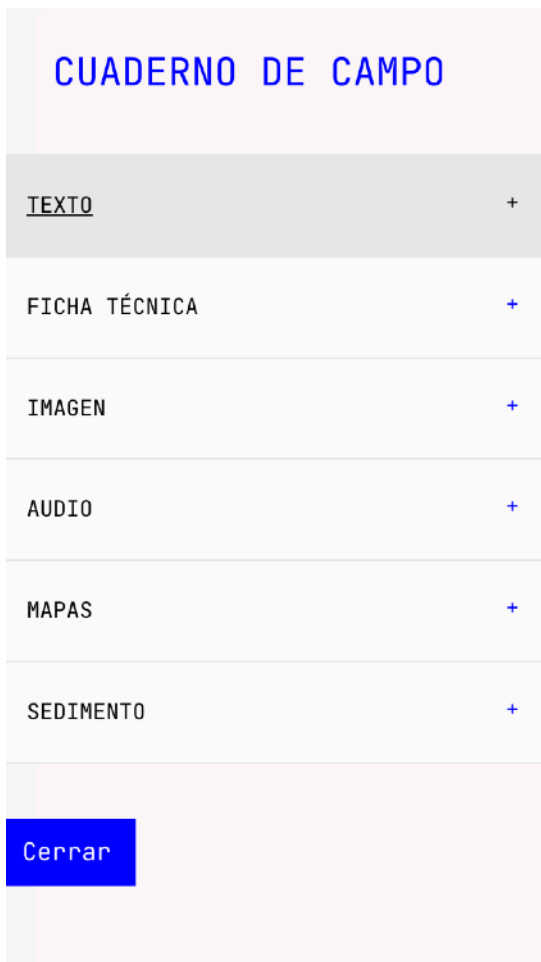 CUADERNO DE CAMPO
TEXTO +
FICHA TÉCNICA +
IMAGEN +
AUDIO +
MAPAS +
SEDIMENTO +
Cerrar